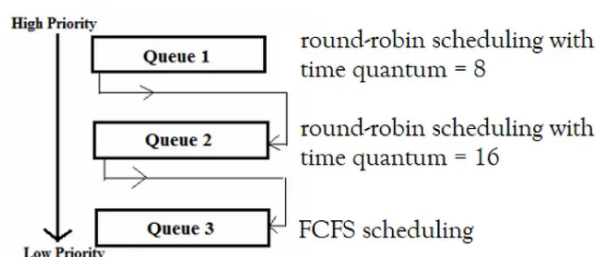 High Priority
Queue 1
round-robin scheduling with
time quantum = 8
Queue 2
round-robin scheduling with
time quantum = 16
Queue 3
FCFS scheduling
Low Priority